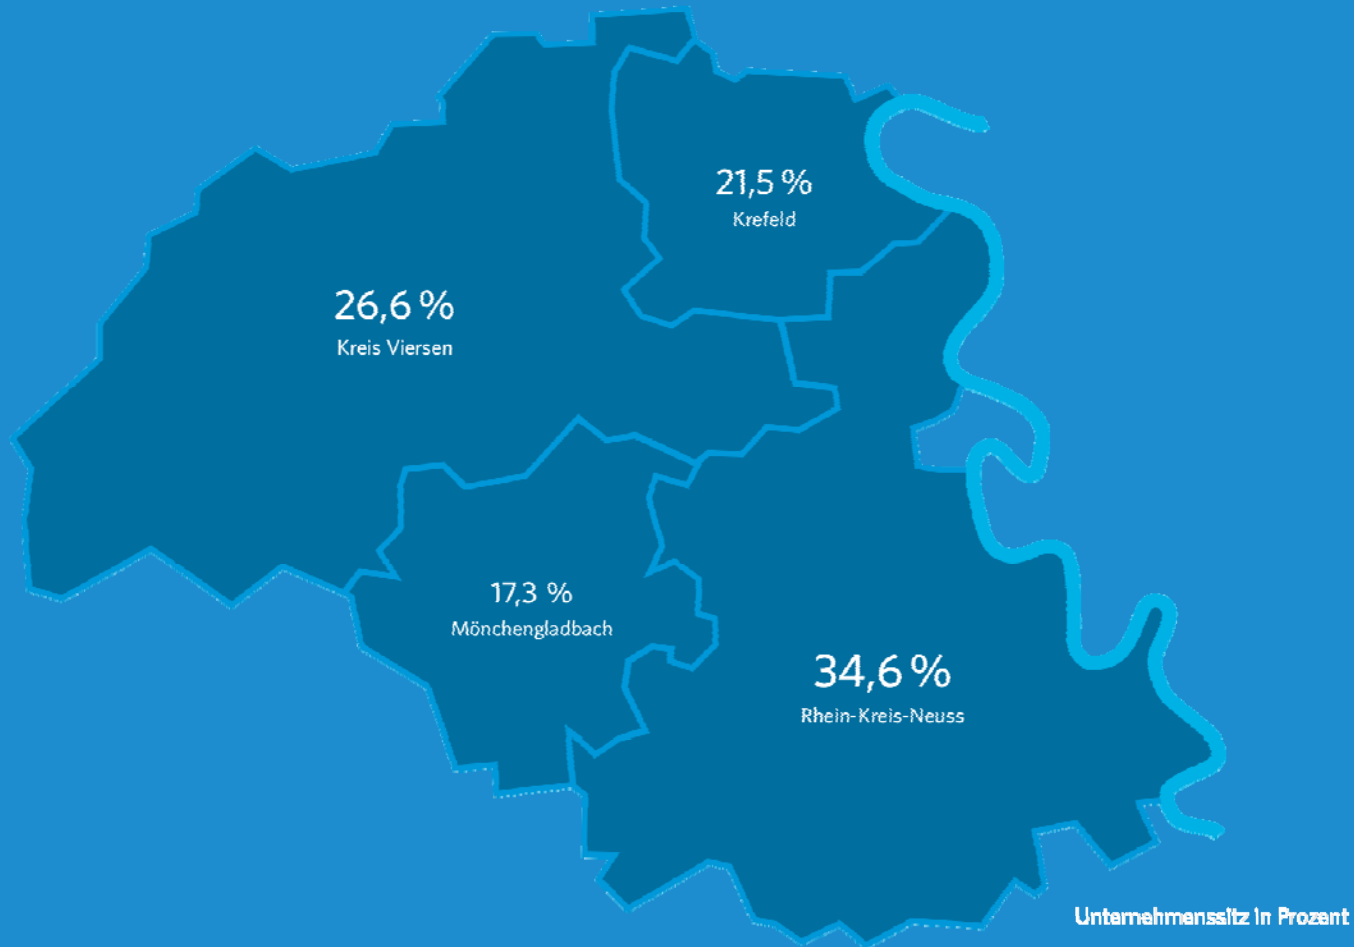 21,5 %
Krefeld
26,6 %
Kreis Viersen
17,3 %
Mönchengladbach
34,6 %
Rhein-Kreis-Neuss
Unternehmenssitz in Prozent